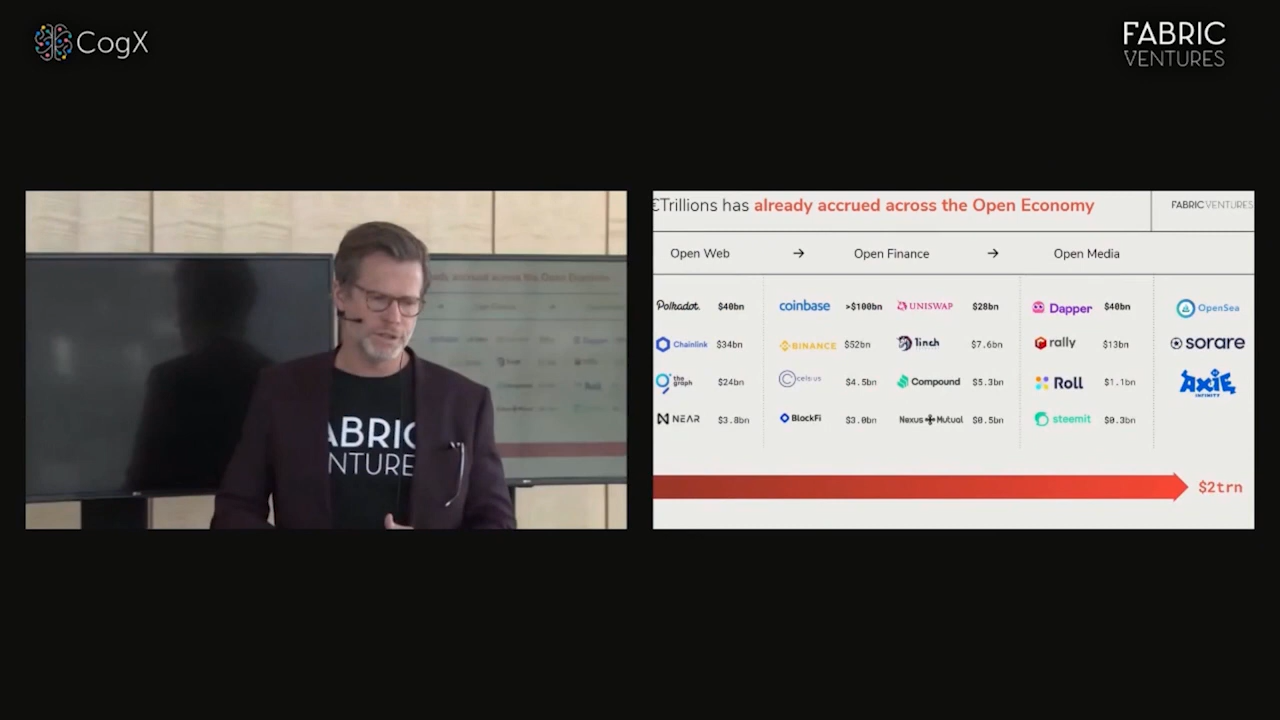 CogX
FABRIC
VENTURES
€Trillions has already accrued across the Open Economy
FABRICVENTURES
Open Web → Open Finance → Open Media
Polkadot. $40bn coinbase >$100bn UNISWAP $28bn Dapper $40bn OpenSea
Chainlink $34bn BINANCE $52bn 1inch $7.6bn rally $13bn sorare
the graph $24bn celsius $4.5bn Compound $5.3bn Roll $1.1bn AXIE INFINITY
NEAR $3.8bn BlockFi $3.0bn Nexus Mutual $0.5bn steemit $0.3bn
$2trn
ABRIC
NTURES